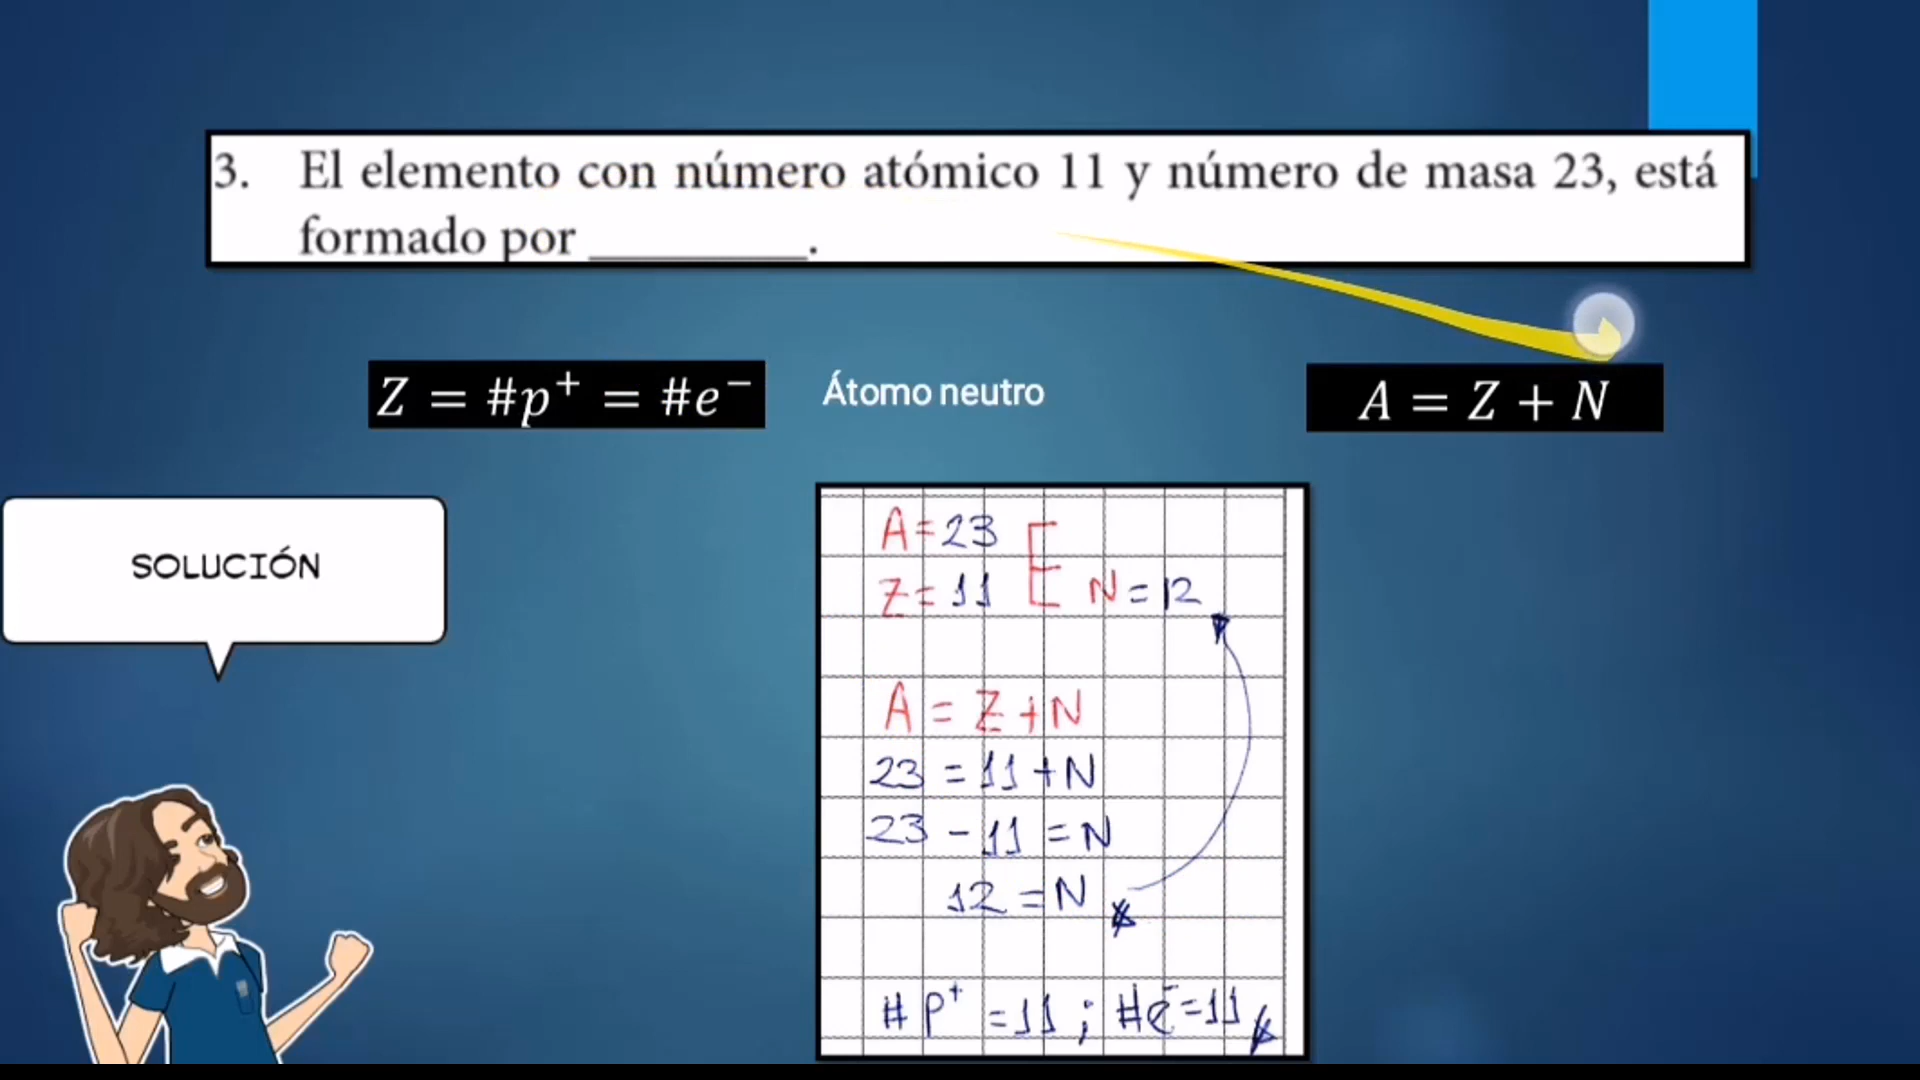 3. El elemento con número atómico 11 y número de masa 23, está
formado por ________.
Z = #p⁺ = #e⁻
Átomo neutro
A = Z + N
SOLUCIÓN
A = 23
Z = 11
N = 12
A = Z + N
23 = 11 + N
23 - 11 = N
12 = N
# P⁺ = 11 ; # e⁻ = 11